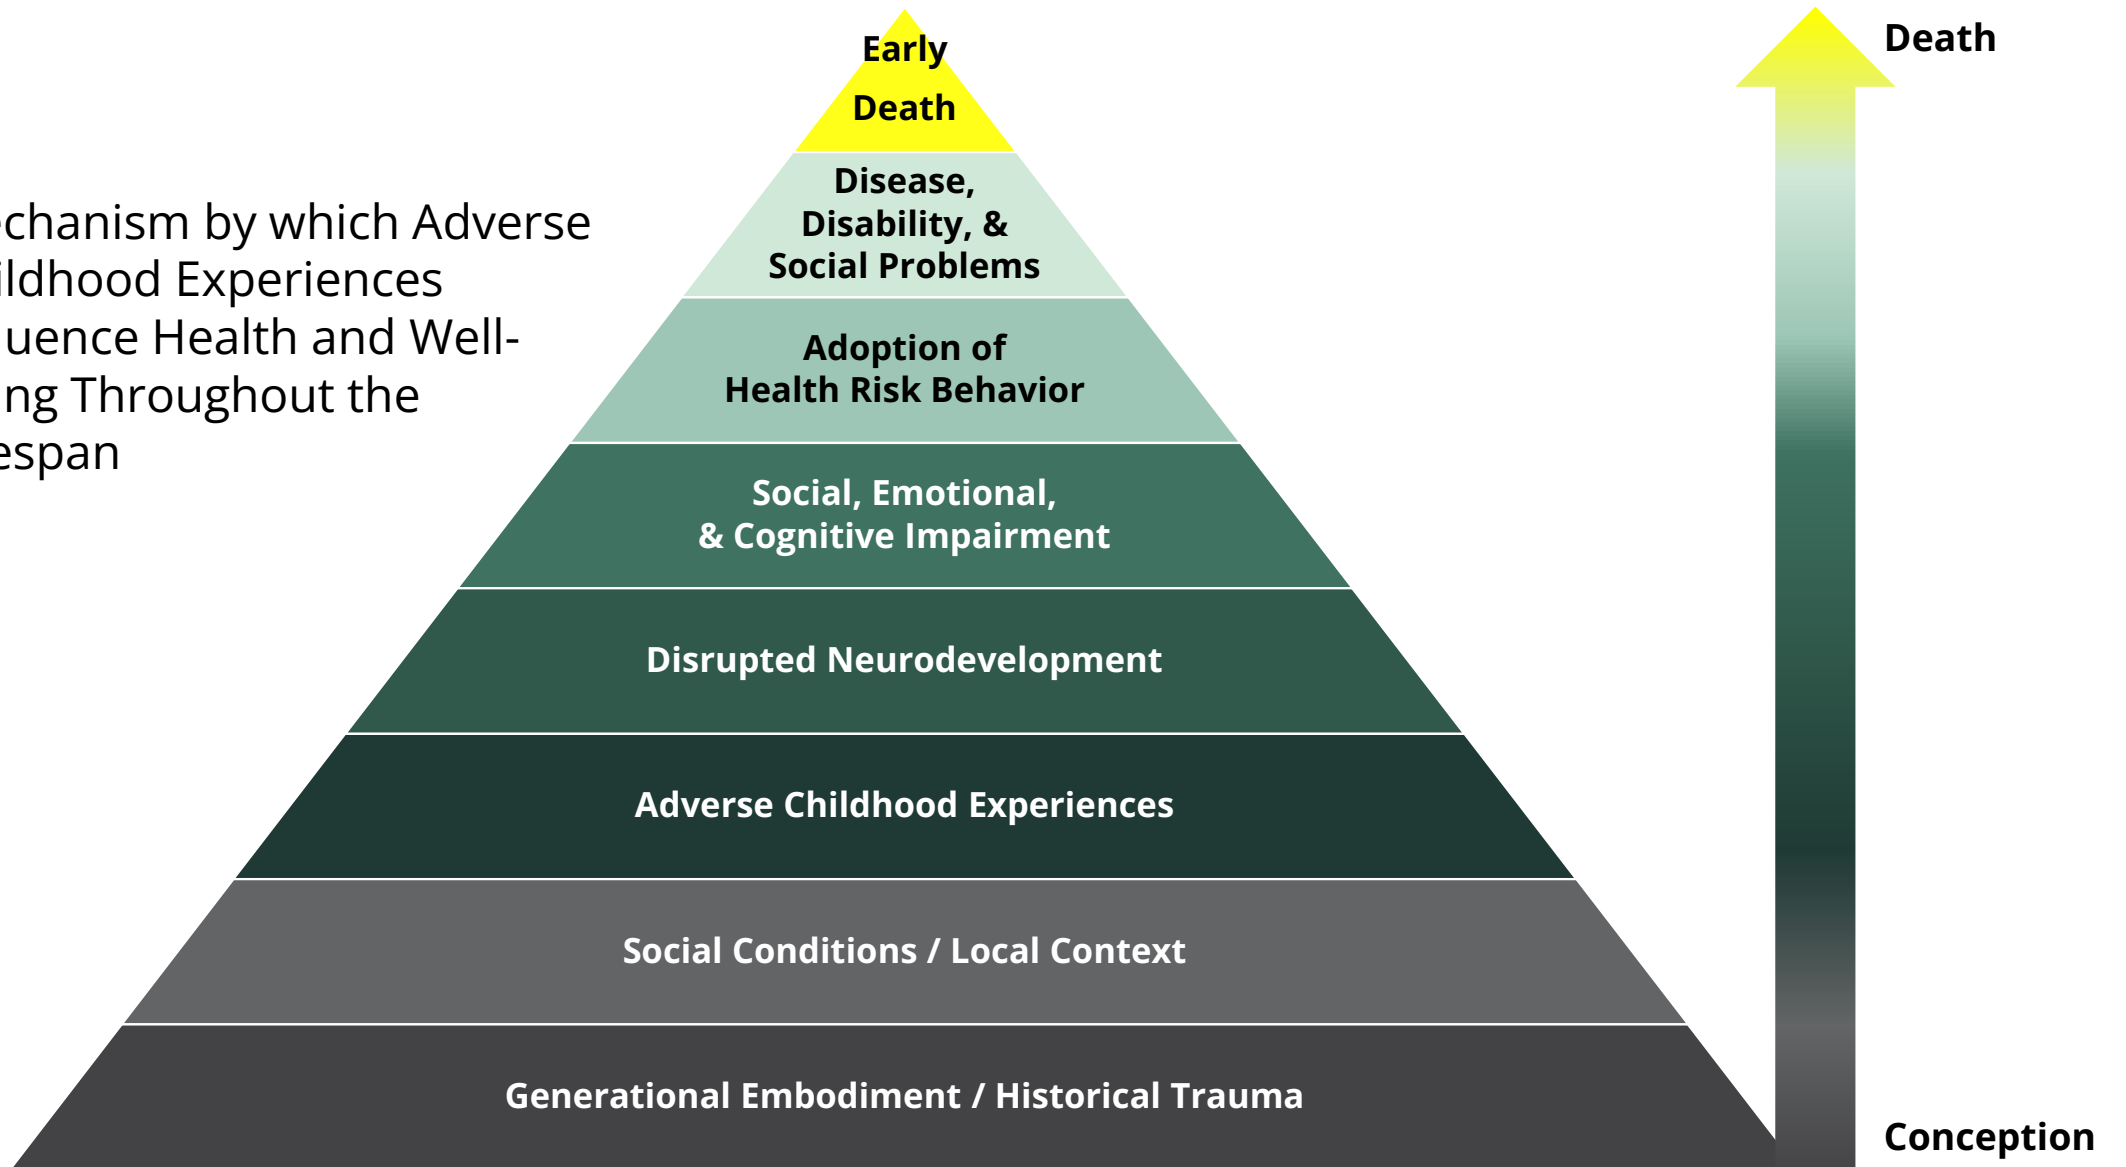 Early
Death
Death
echanism by which Adverse
ildhood Experiences
uence Health and Well-
ng Throughout the
espan
Disease,
Disability, &
Social Problems
Adoption of
Health Risk Behavior
Social, Emotional,
& Cognitive Impairment
Disrupted Neurodevelopment
Adverse Childhood Experiences
Social Conditions / Local Context
Generational Embodiment / Historical Trauma
Conception